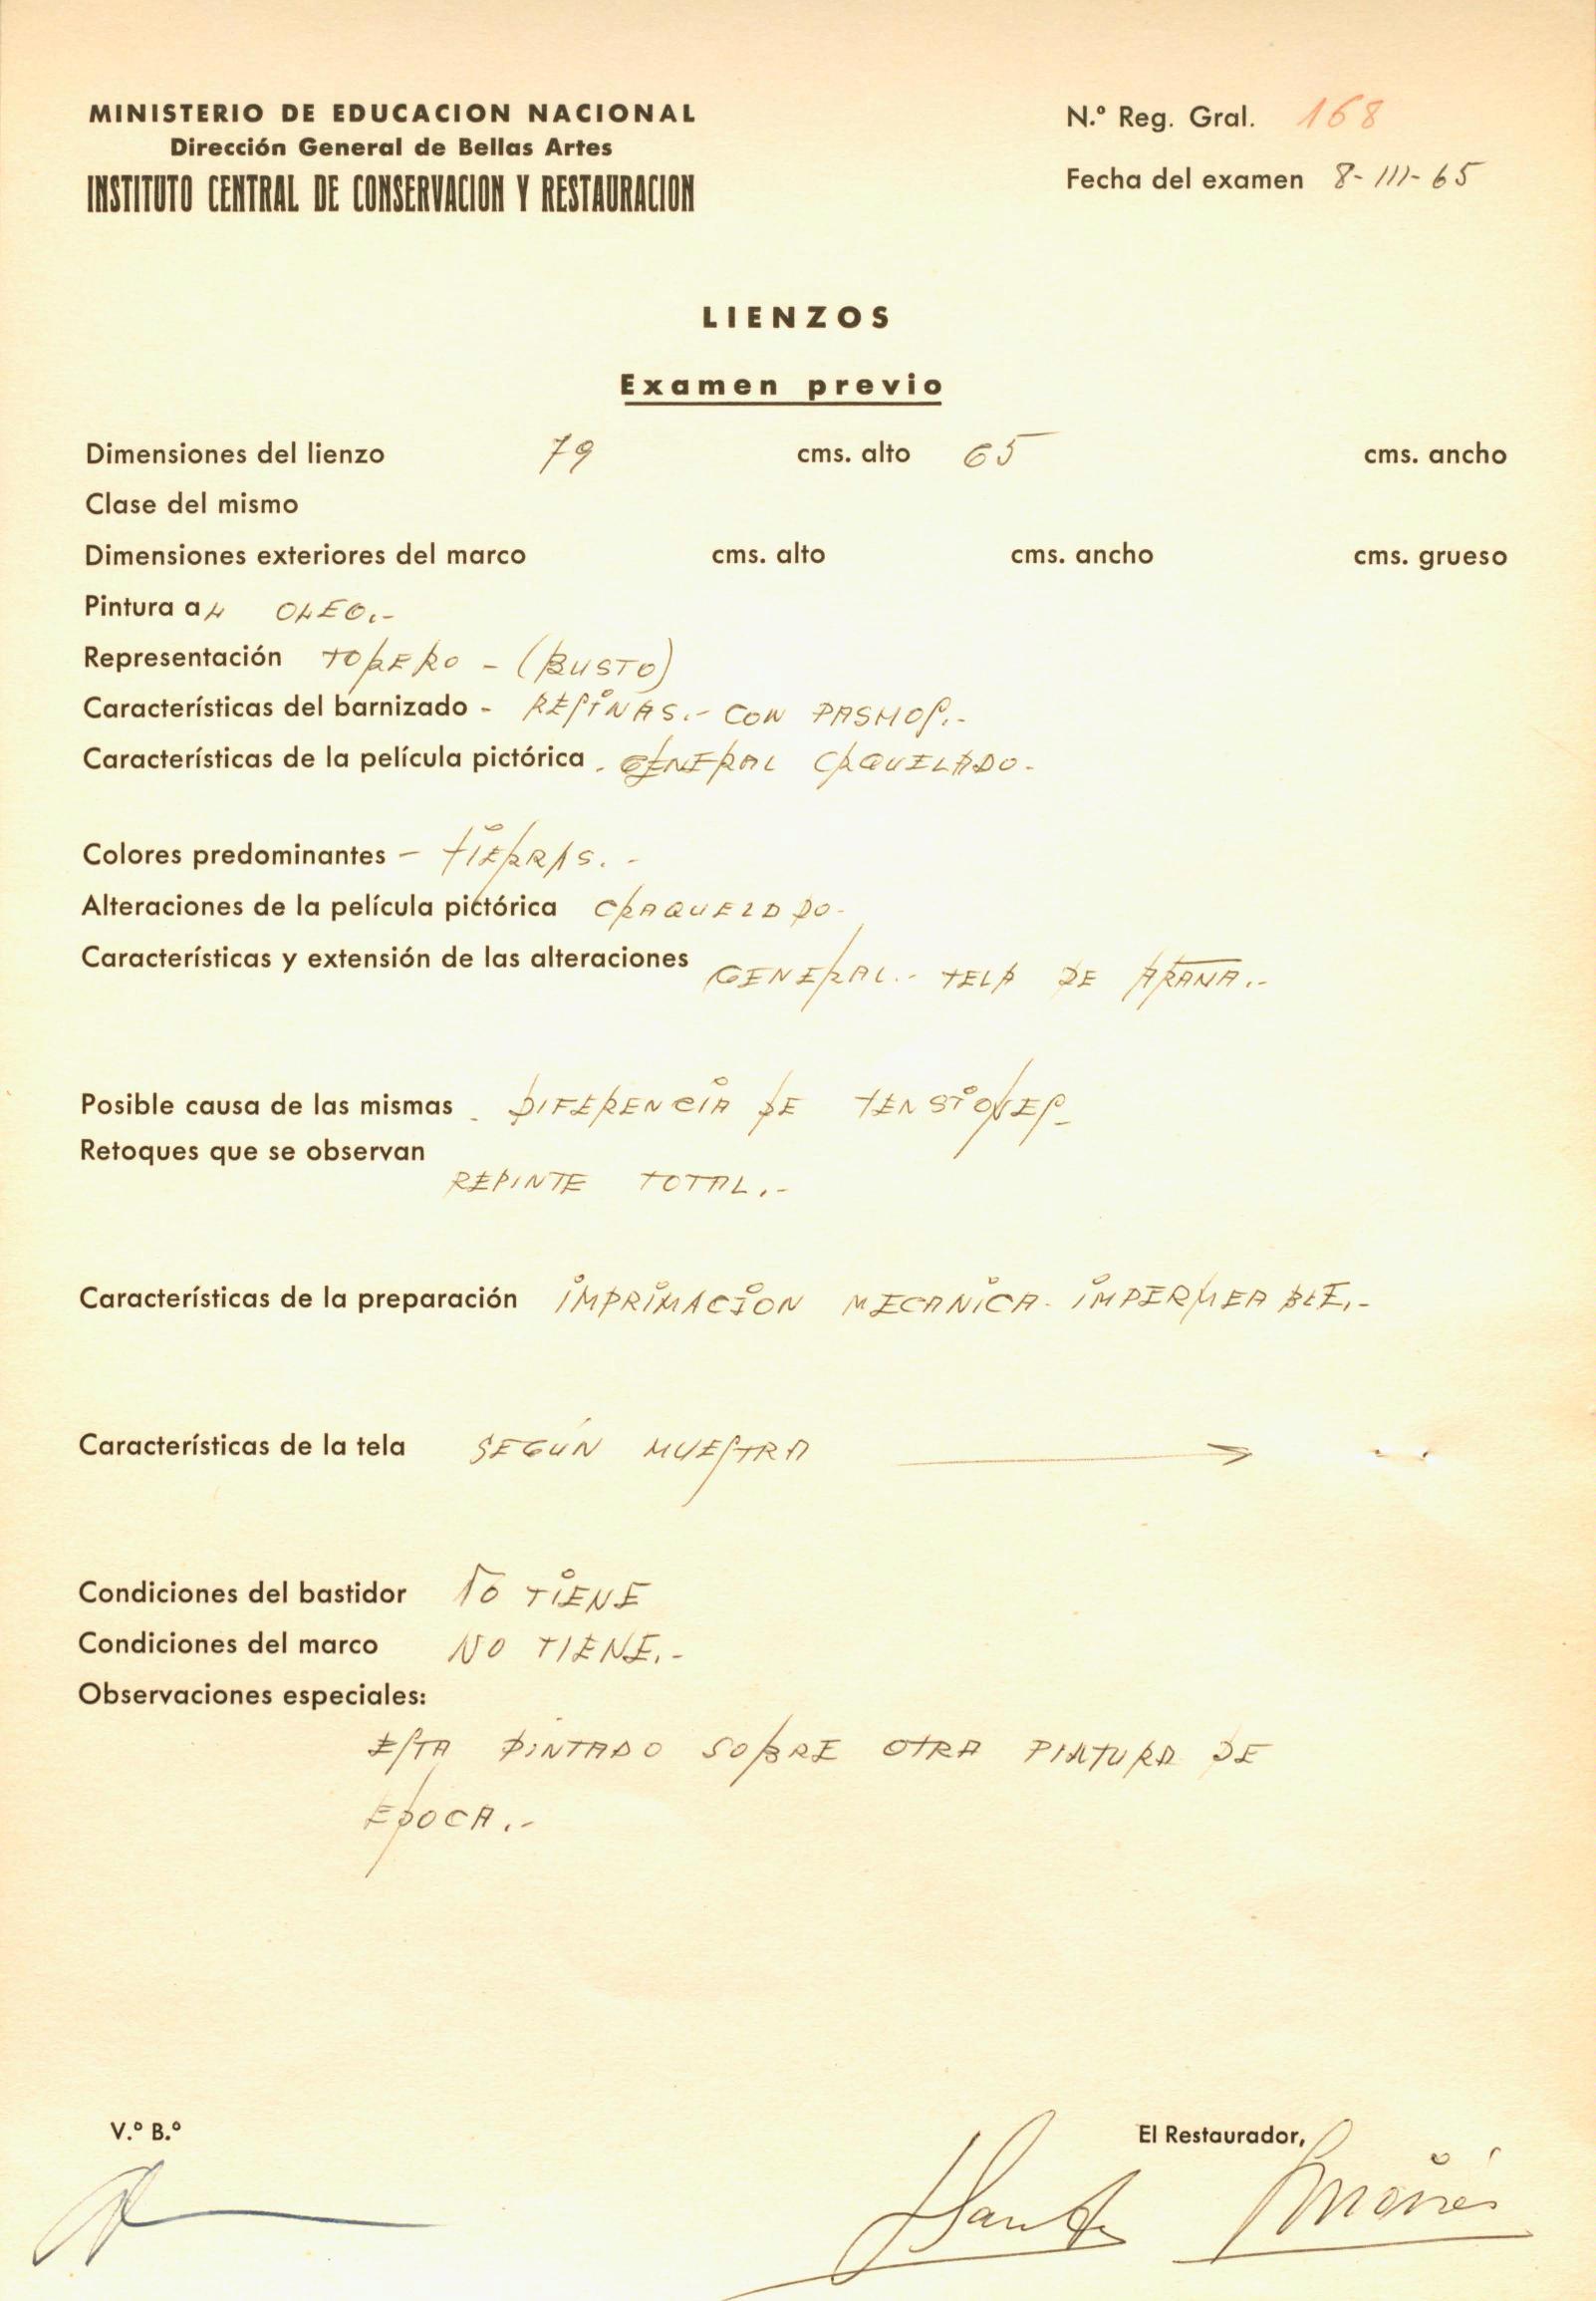 MINISTERIO DE EDUCACION NACIONAL
Dirección General de Bellas Artes
INSTITUTO CENTRAL DE CONSERVACION Y RESTAURACION
N.º Reg. Gral. 168
Fecha del examen 8-III-65
LIENZOS
Examen previo
Dimensiones del lienzo 79 cms. alto 65 cms. ancho
Clase del mismo
Dimensiones exteriores del marco cms. alto cms. ancho cms. grueso
Pintura aL OLEO.-
Representación TORERO - (BUSTO)
Características del barnizado - RESINAS.- CON PASMOS.-
Características de la película pictórica . GENERAL CRAQUELADO-
Colores predominantes - TIERRAS.-
Alteraciones de la película pictórica CRAQUELADO-
Características y extensión de las alteraciones GENERAL.- TELA DE ARAÑA.-
Posible causa de las mismas - DIFERENCIA DE TENSIONES-
Retoques que se observan
REPINTE TOTAL.-
Características de la preparación IMPRIMACION MECANICA- IMPERMEABLE.-
Características de la tela SEGÚN MUESTRA →
Condiciones del bastidor NO TIENE
Condiciones del marco NO TIENE.-
Observaciones especiales:
ESTA PINTADO SOBRE OTRA PINTURA DE
EPOCA.-
V.º B.º
El Restaurador,